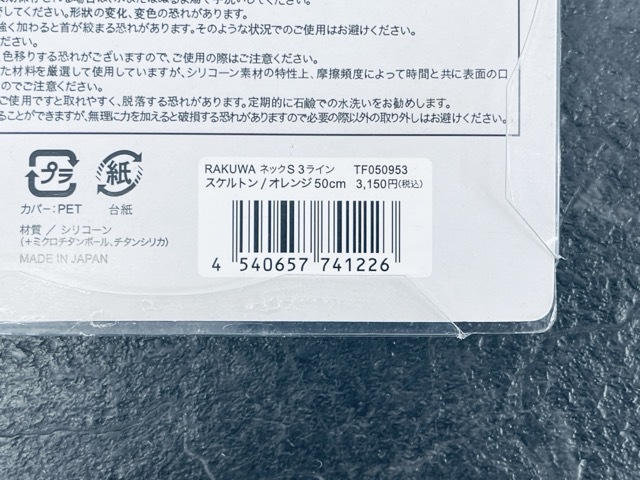 でしてください。形状の変化、変色の恐れがあります。
強く加わると首が絞まる恐れがあります。そのような状況でのご使用はお避けください。
色移りする恐れがございますので、ご使用の際はご注意ください。
た材料を厳選して使用していますが、シリコーン素材の特性上、摩擦頻度によって時間と共に表面の口
のでご注意ください。
ご使用ですと取れやすく、脱落する恐れがあります。定期的に石鹸での水洗いをお勧めします。
ることができますが、無理に力を加えると破損する恐れがありますので必要の際以外の取り外しはお避けください。
プラ
紙
カバー:PET
台紙
材質 / シリコーン
(+ミクロチタンボール、チタンシリカ)
MADE IN JAPAN
RAKUWA ネックS 3ライン TF050953
スケルトン/オレンジ 50cm 3,150円(税込)
4 540657 741226